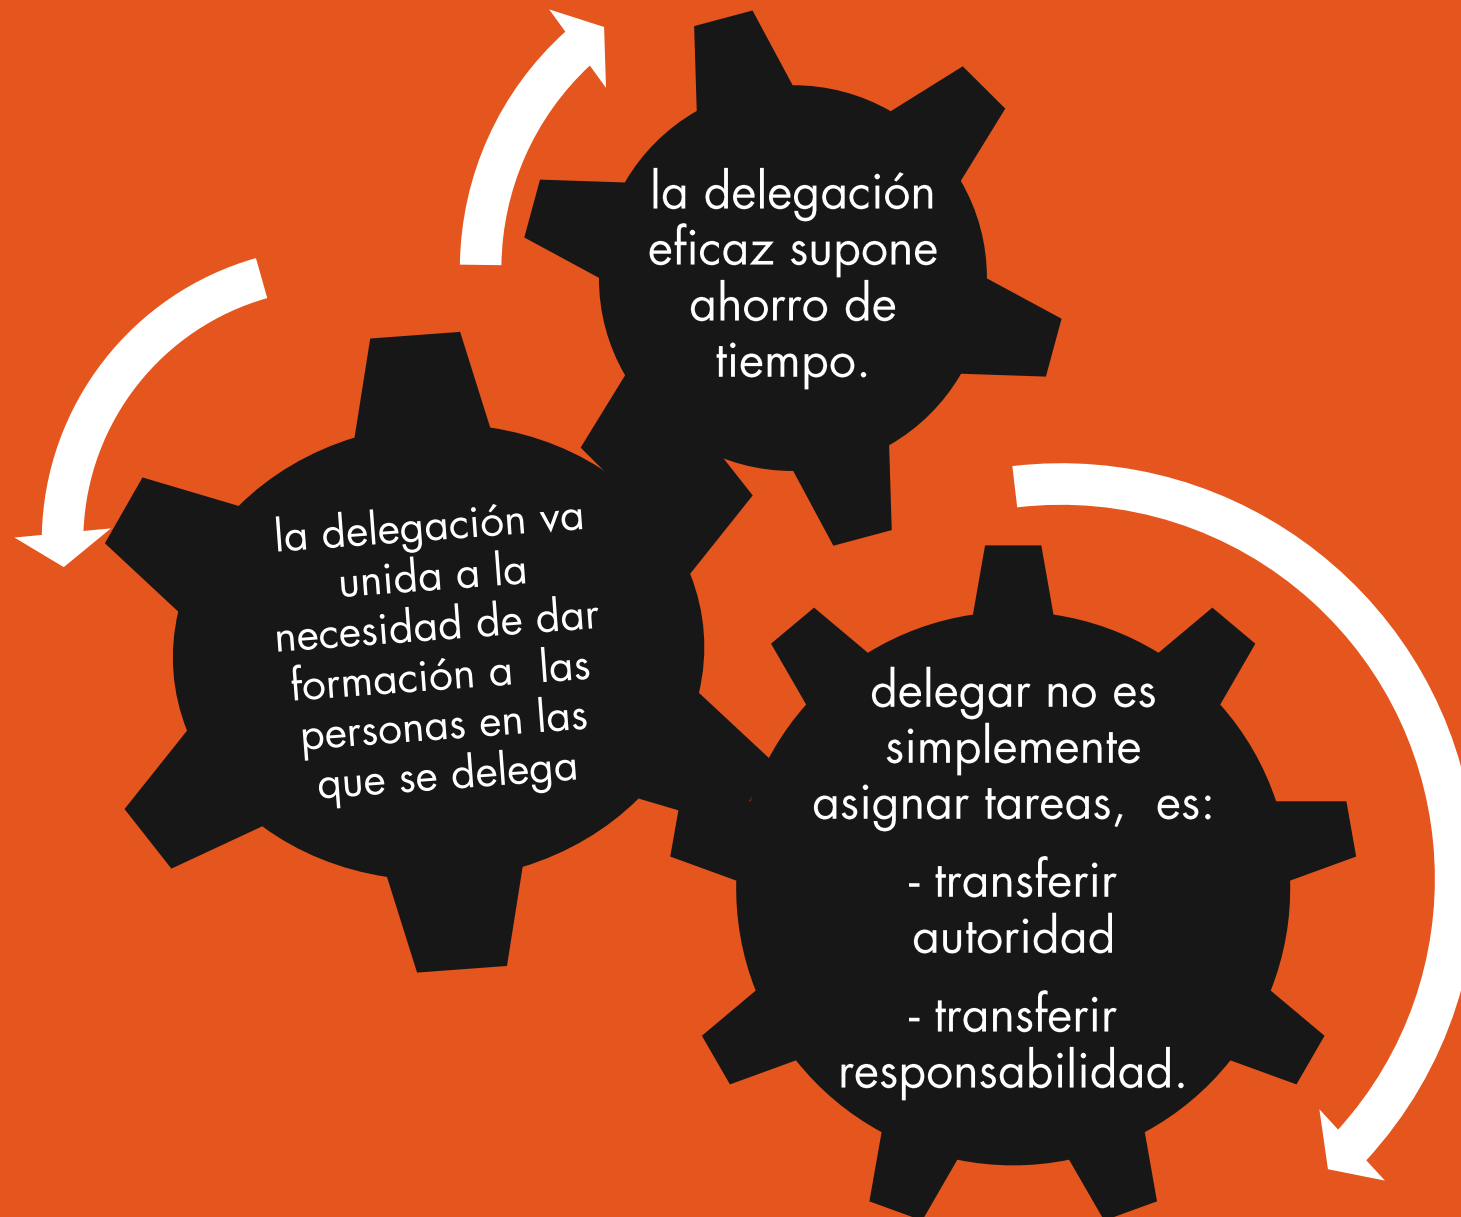 la delegación
eficaz supone
ahorro de
tiempo.
la delegación va
unida a la
necesidad de dar
formación a las
personas en las
que se delega
delegar no es
simplemente
asignar tareas, es:
- transferir
autoridad
- transferir
responsabilidad.